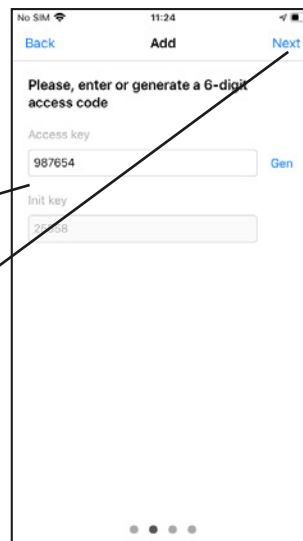 No SIM 11:24
Back Add Next
Please, enter or generate a 6-digit
access code
Access key
987654 Gen
Init key